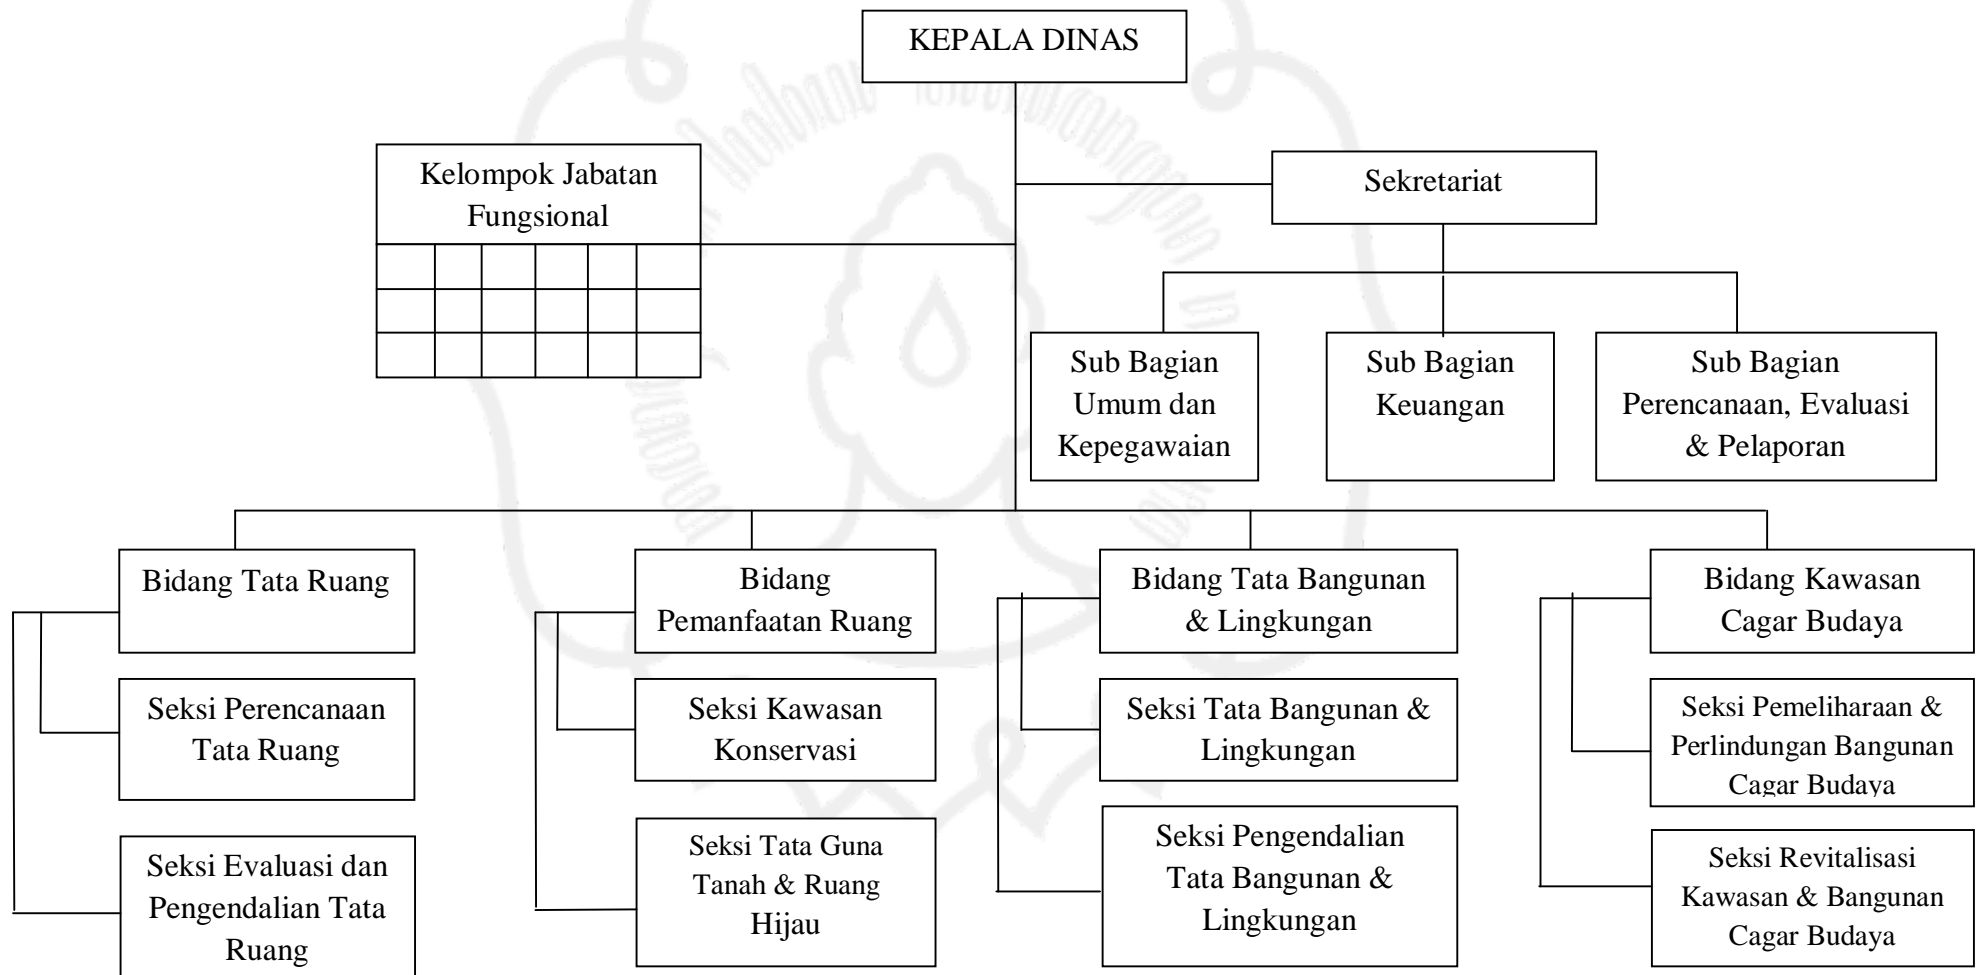 KEPALA DINAS
Kelompok Jabatan
Fungsional
Sekretariat
Sub Bagian
Umum dan
Kepegawaian
Sub Bagian
Keuangan
Sub Bagian
Perencanaan, Evaluasi
& Pelaporan
Bidang Tata Ruang
Seksi Perencanaan
Tata Ruang
Seksi Evaluasi dan
Pengendalian Tata
Ruang
Bidang
Pemanfaatan Ruang
Seksi Kawasan
Konservasi
Seksi Tata Guna
Tanah & Ruang
Hijau
Bidang Tata Bangunan
& Lingkungan
Seksi Tata Bangunan &
Lingkungan
Seksi Pengendalian
Tata Bangunan &
Lingkungan
Bidang Kawasan
Cagar Budaya
Seksi Pemeliharaan &
Perlindungan Bangunan
Cagar Budaya
Seksi Revitalisasi
Kawasan & Bangunan
Cagar Budaya